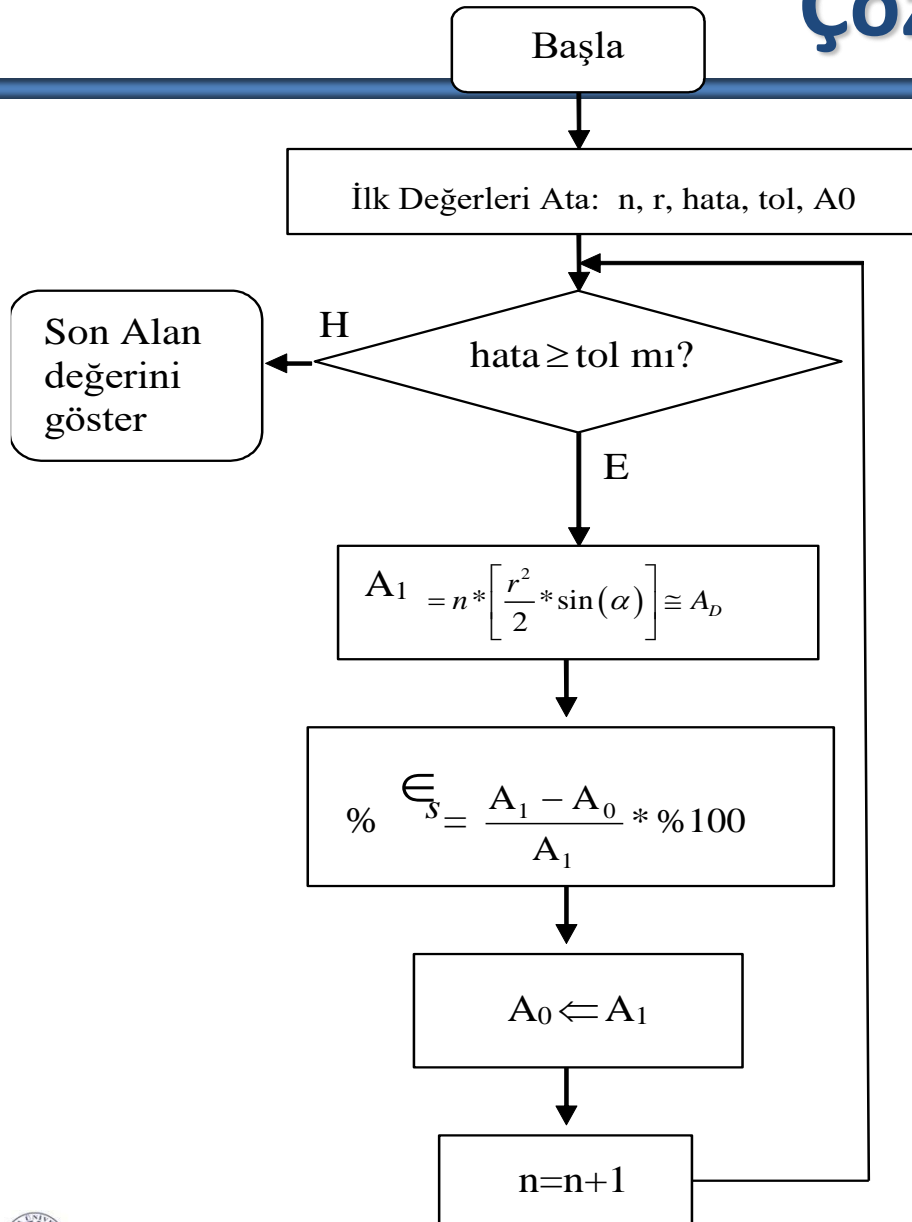 Çöz
Başla
İlk Değerleri Ata: n, r, hata, tol, A0
Son Alan
değerini
göster
H
hata ≥ tol mı?
E
A₁ = n * [ r²/2 * sin(α) ] ≅ A_D
% ∈ₛ = (A₁ − A₀)/A₁ * %100
A₀ ⇐ A₁
n=n+1